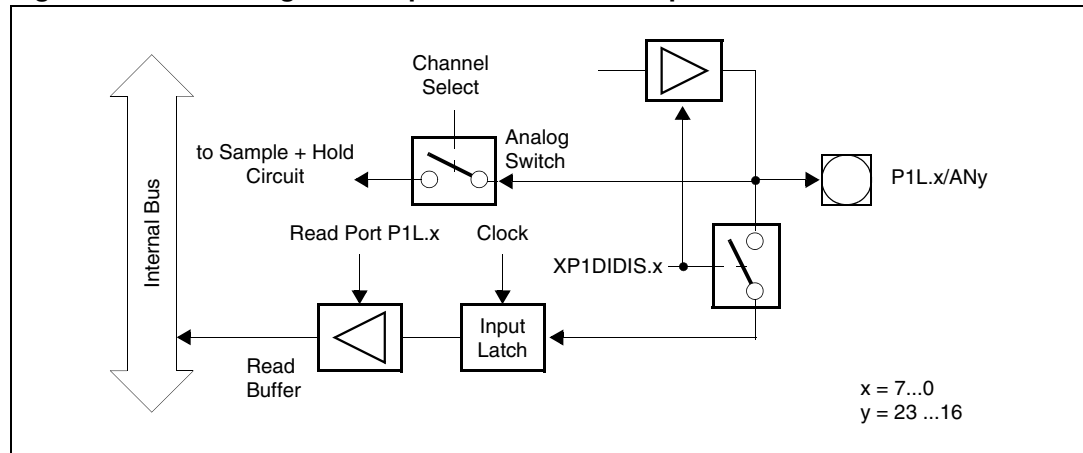 Channel
Select
Analog
Switch
to Sample + Hold
Circuit
P1L.x/ANy
Internal Bus
Read Port P1L.x
Clock
XP1DIDIS.x
Input
Latch
Read
Buffer
x = 7...0
y = 23 ...16